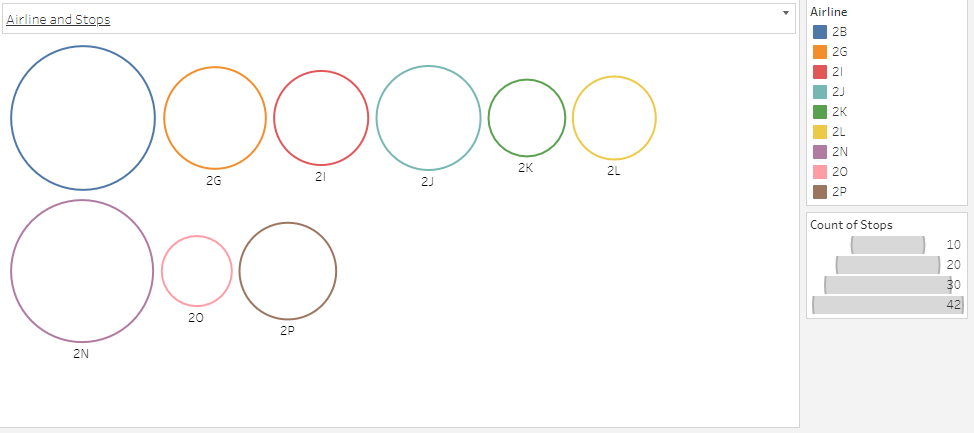 Airline and Stops
2G
2I
2J
2K
2L
2N
2O
2P
Airline
2B
2G
2I
2J
2K
2L
2N
2O
2P
Count of Stops
10
20
30
42